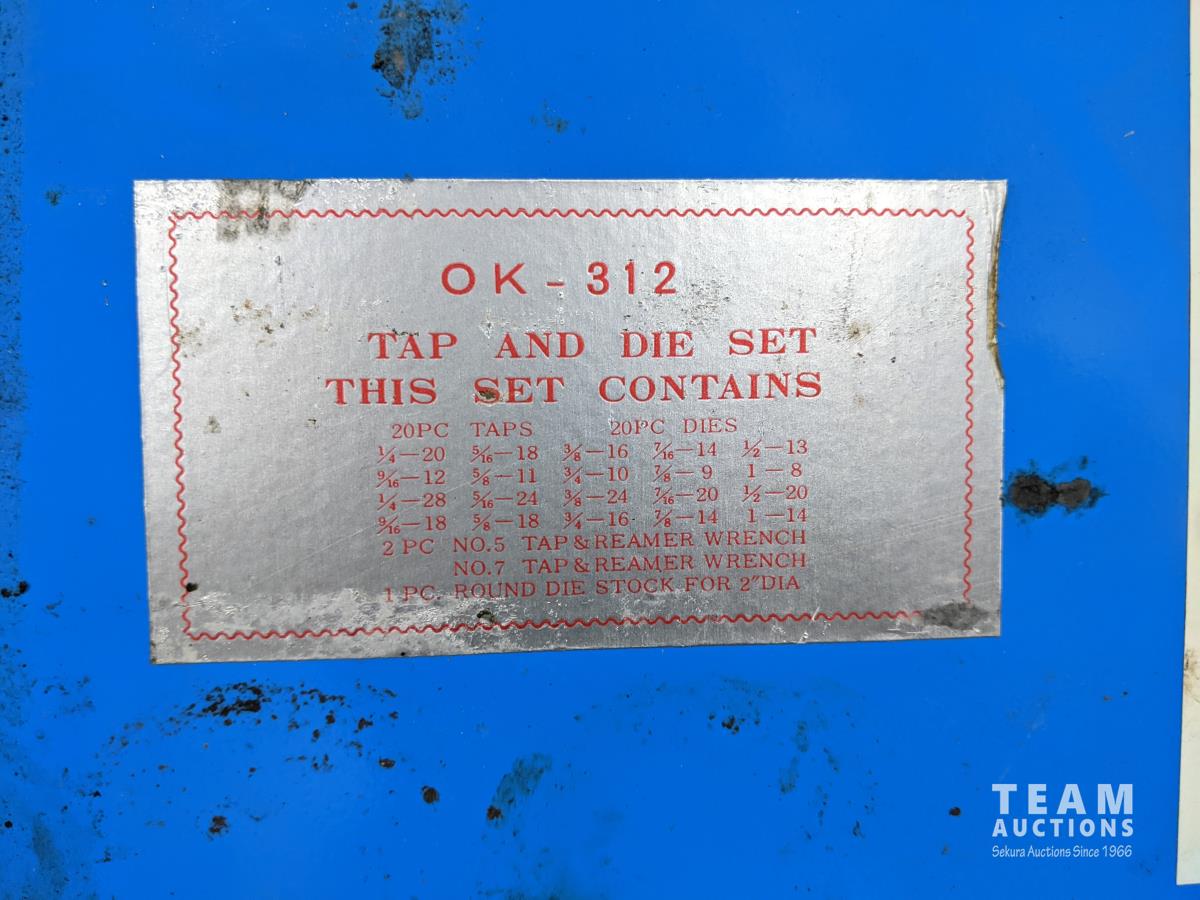 OK-312
TAP AND DIE SET
THIS SET CONTAINS
20PC TAPS 20PC DIES
¼—20 5⁄16—18 ⅜—16 7⁄16—14 ½—13
9⁄16—12 ⅝—11 ¾—10 ⅞—9 1—8
¼—28 5⁄16—24 ⅜—24 7⁄16—20 ½—20
9⁄16—18 ⅝—18 ¾—16 ⅞—14 1—14
2 PC NO.5 TAP&REAMER WRENCH
NO.7 TAP&REAMER WRENCH
1 PC. ROUND DIE STOCK FOR 2″DIA
TEAM
AUCTIONS
Sekura Auctions Since 1966